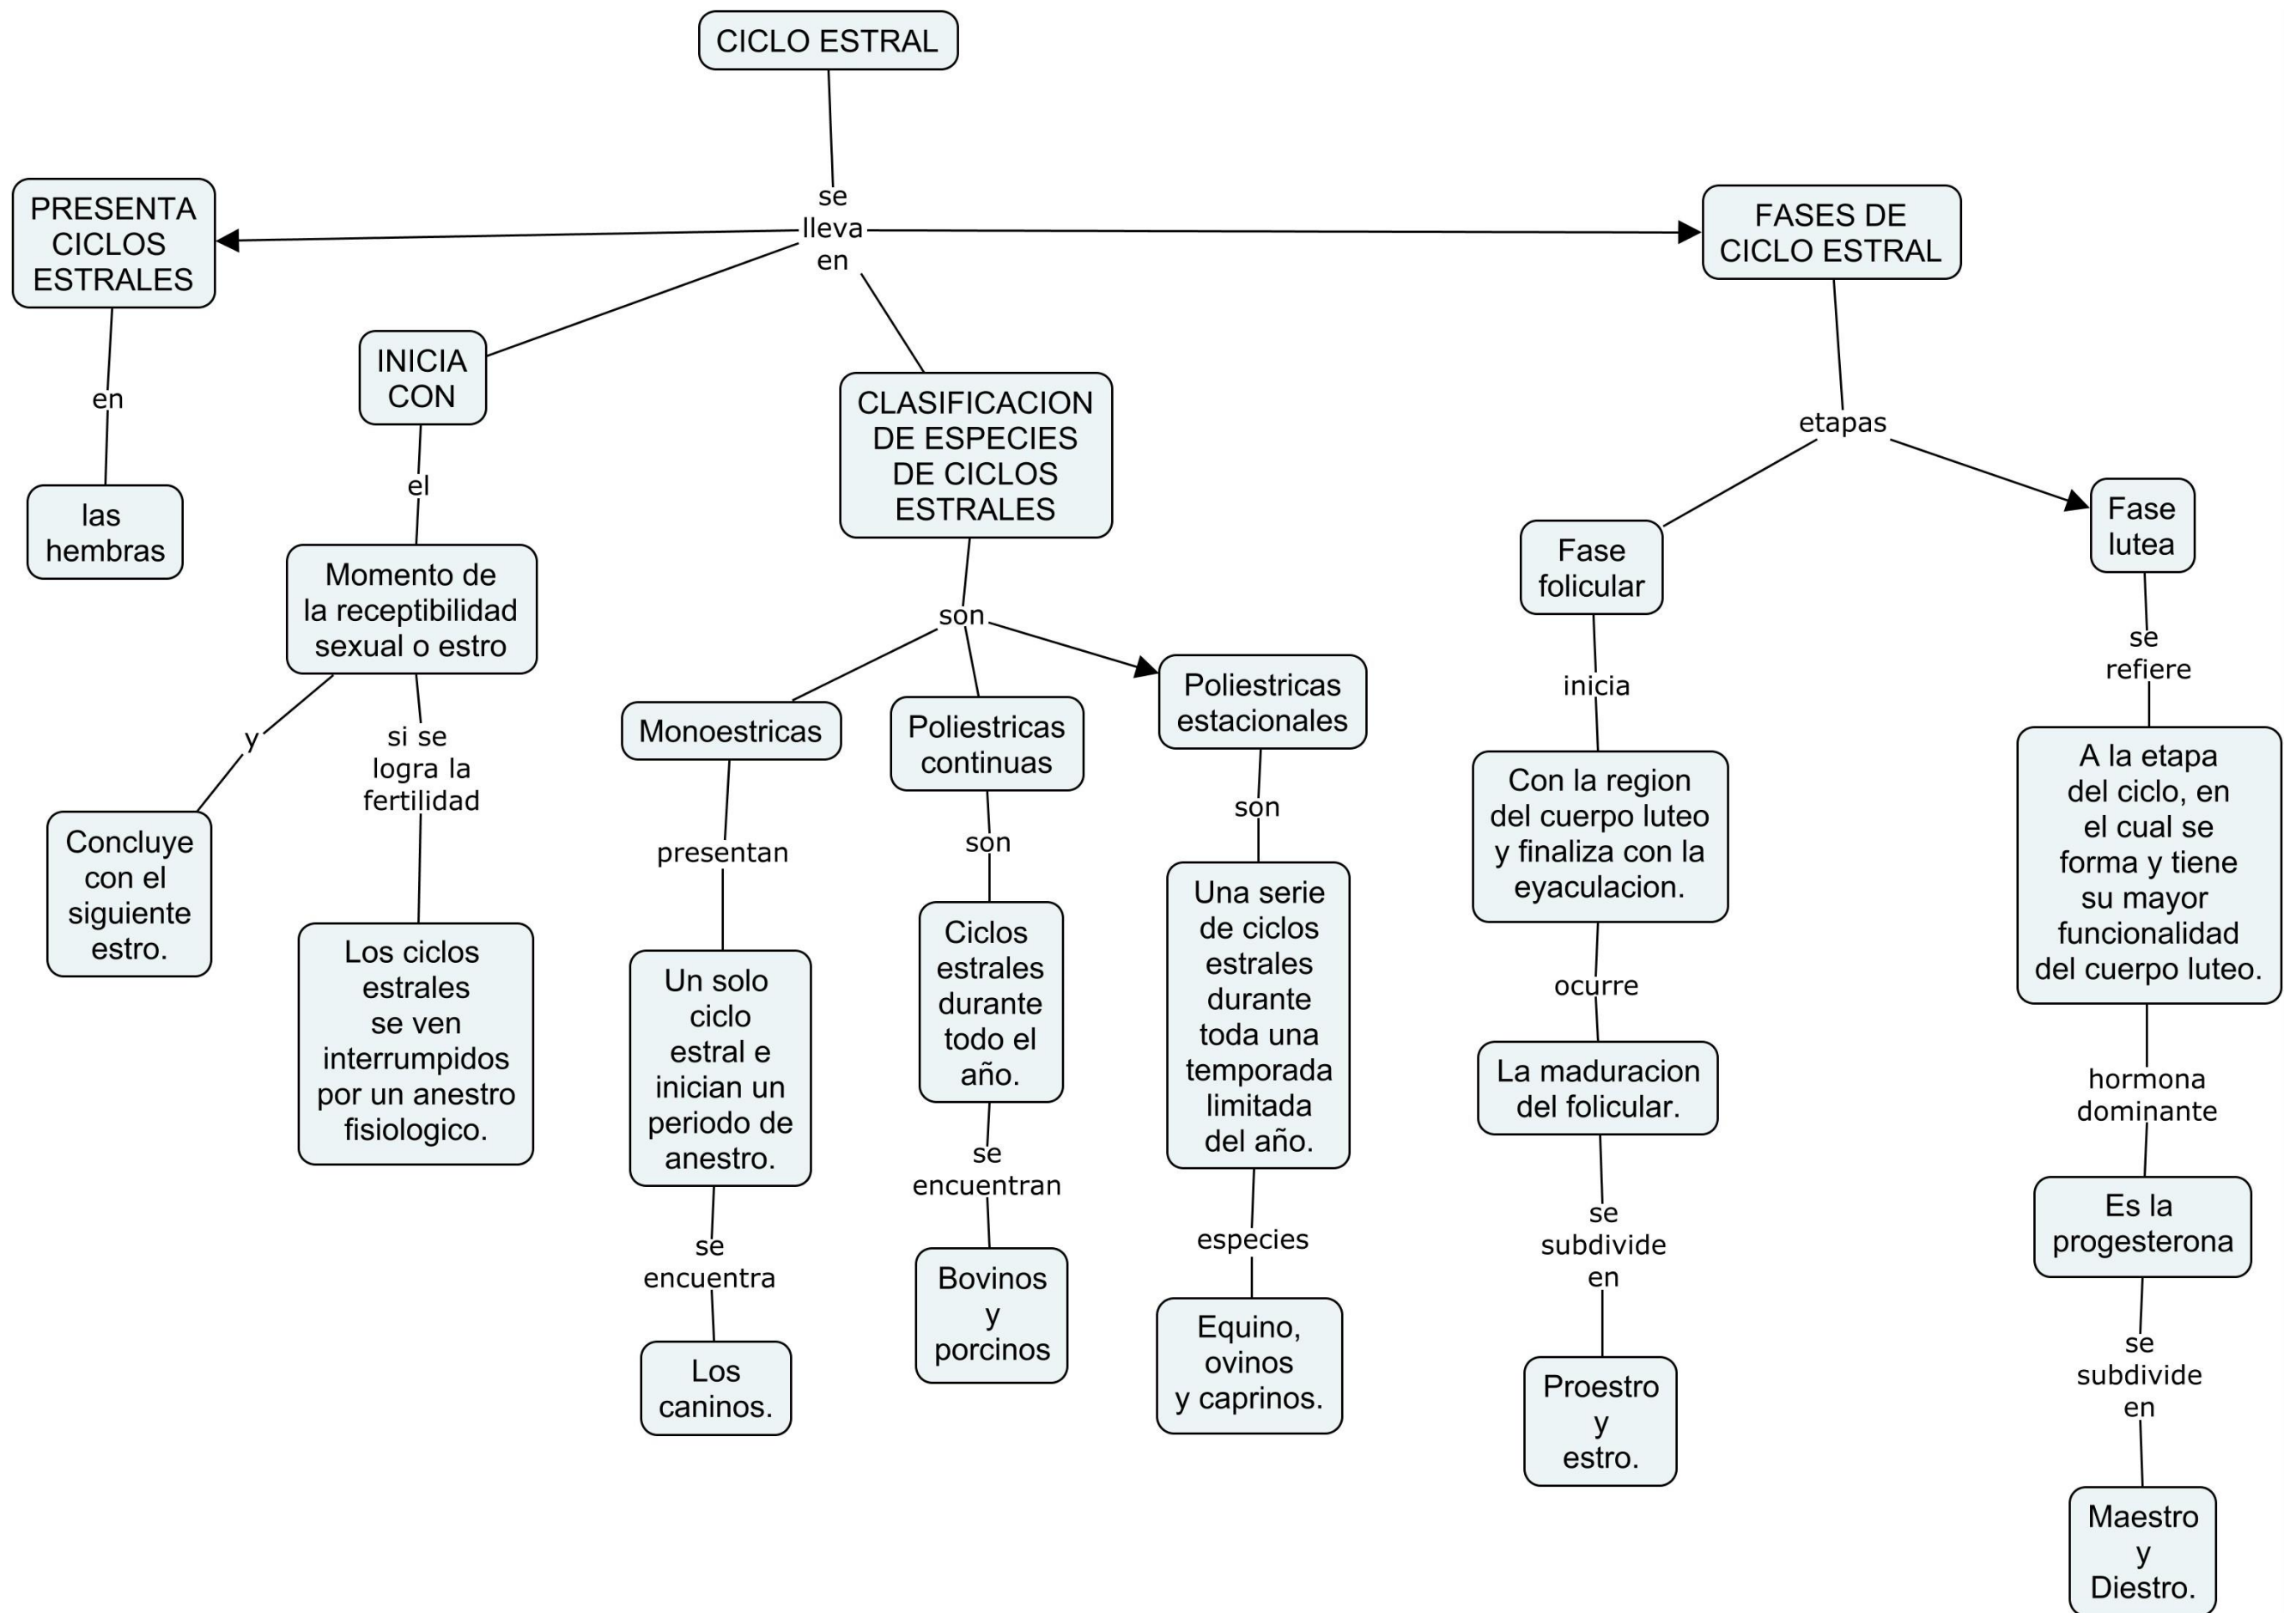 CICLO ESTRAL
se
lleva
en
PRESENTA
CICLOS
ESTRALES
en
las
hembras
INICIA
CON
el
Momento de
la receptibilidad
sexual o estro
y
Concluye
con el
siguiente
estro.
si se
logra la
fertilidad
Los ciclos
estrales
se ven
interrumpidos
por un anestro
fisiologico.
CLASIFICACION
DE ESPECIES
DE CICLOS
ESTRALES
son
Monoestricas
presentan
Un solo
ciclo
estral e
inician un
periodo de
anestro.
se
encuentra
Los
caninos.
Poliestricas
continuas
son
Ciclos
estrales
durante
todo el
año.
se
encuentran
Bovinos
y
porcinos
Poliestricas
estacionales
son
Una serie
de ciclos
estrales
durante
toda una
temporada
limitada
del año.
especies
Equino,
ovinos
y caprinos.
FASES DE
CICLO ESTRAL
etapas
Fase
folicular
inicia
Con la region
del cuerpo luteo
y finaliza con la
eyaculacion.
ocurre
La maduracion
del folicular.
se
subdivide
en
Proestro
y
estro.
Fase
lutea
se
refiere
A la etapa
del ciclo, en
el cual se
forma y tiene
su mayor
funcionalidad
del cuerpo luteo.
hormona
dominante
Es la
progesterona
se
subdivide
en
Maestro
y
Diestro.